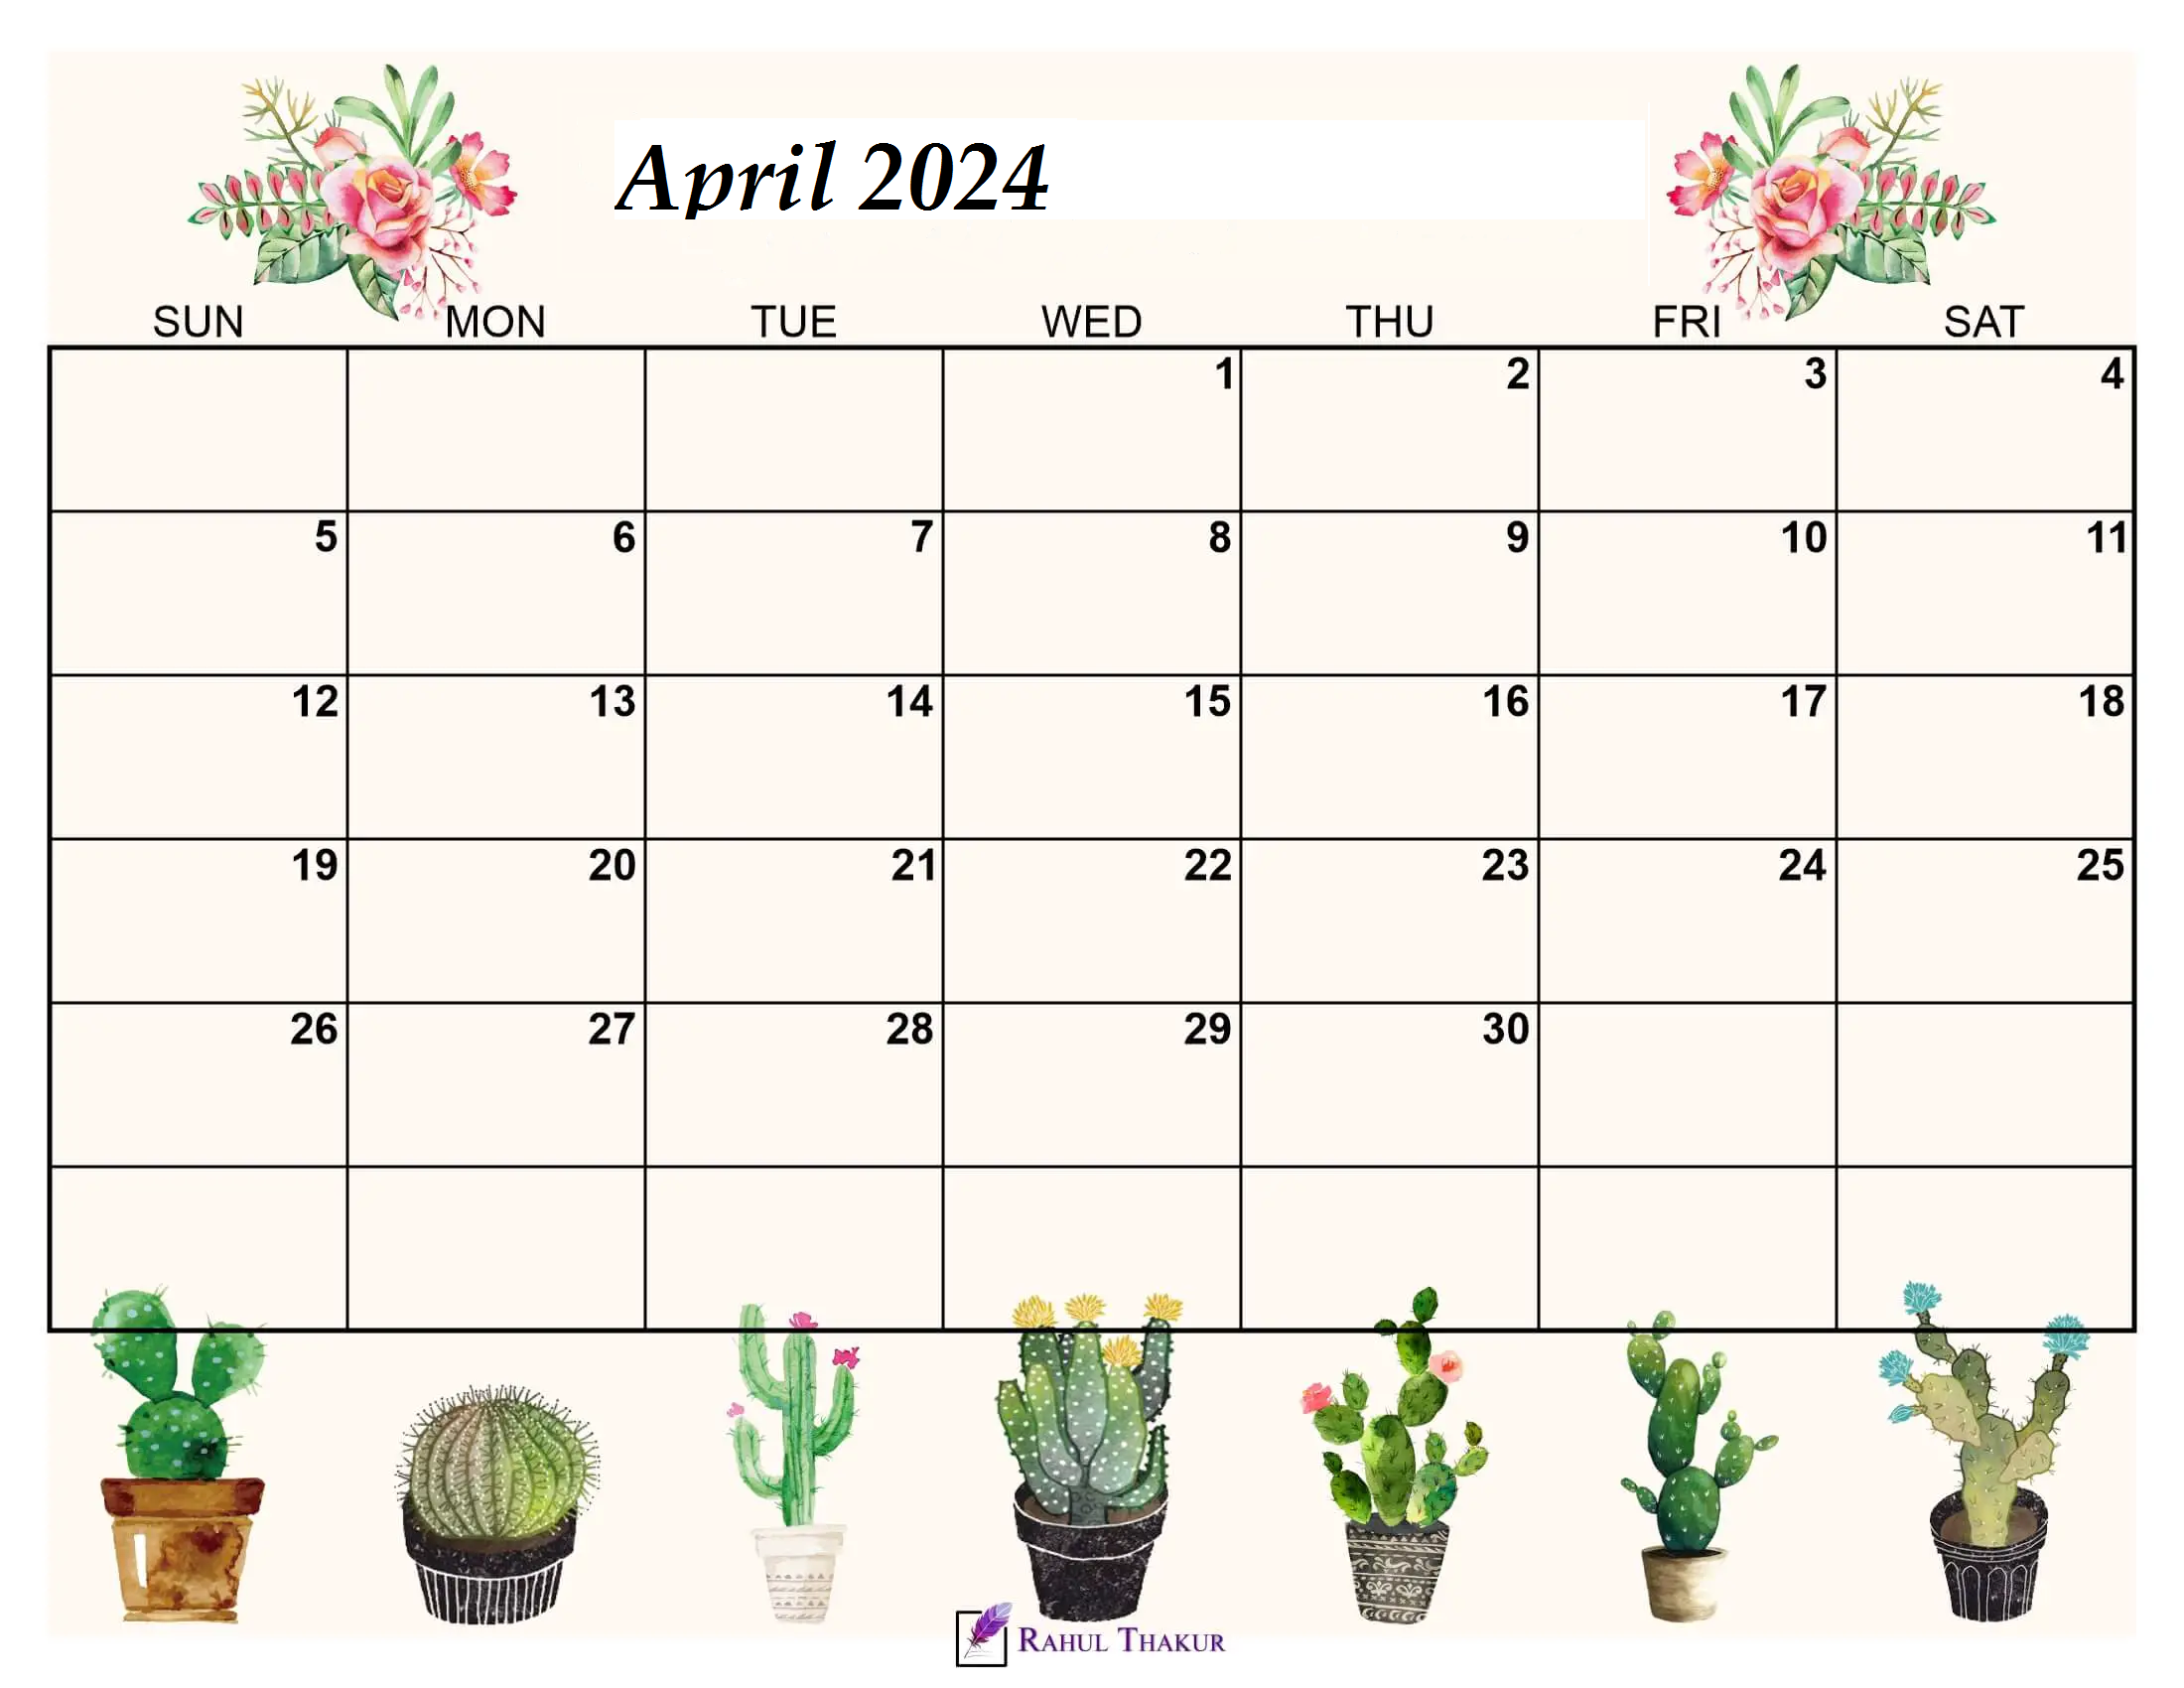 April 2024
SUN MON TUE WED THU FRI SAT
1 2 3 4
5 6 7 8 9 10 11
12 13 14 15 16 17 18
19 20 21 22 23 24 25
26 27 28 29 30
RAHUL THAKUR